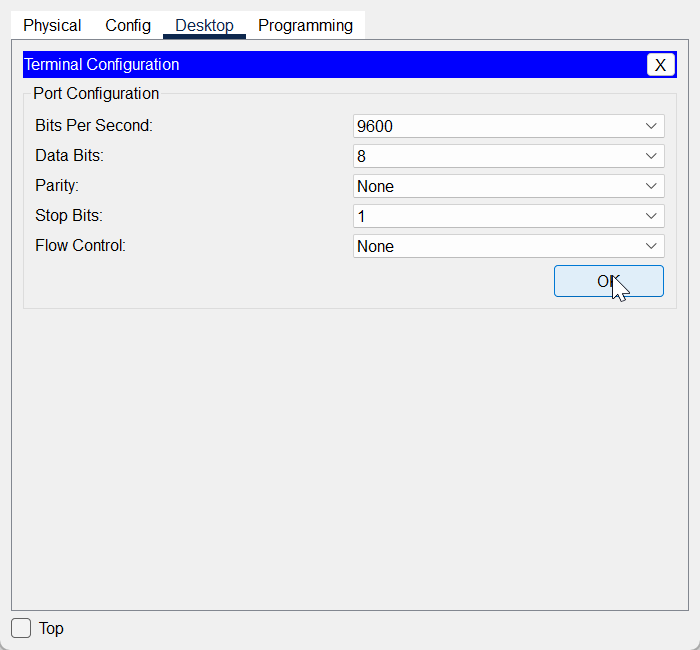 Physical Config Desktop Programming
Terminal Configuration X
Port Configuration
Bits Per Second: 9600
Data Bits: 8
Parity: None
Stop Bits: 1
Flow Control: None
OK
Top